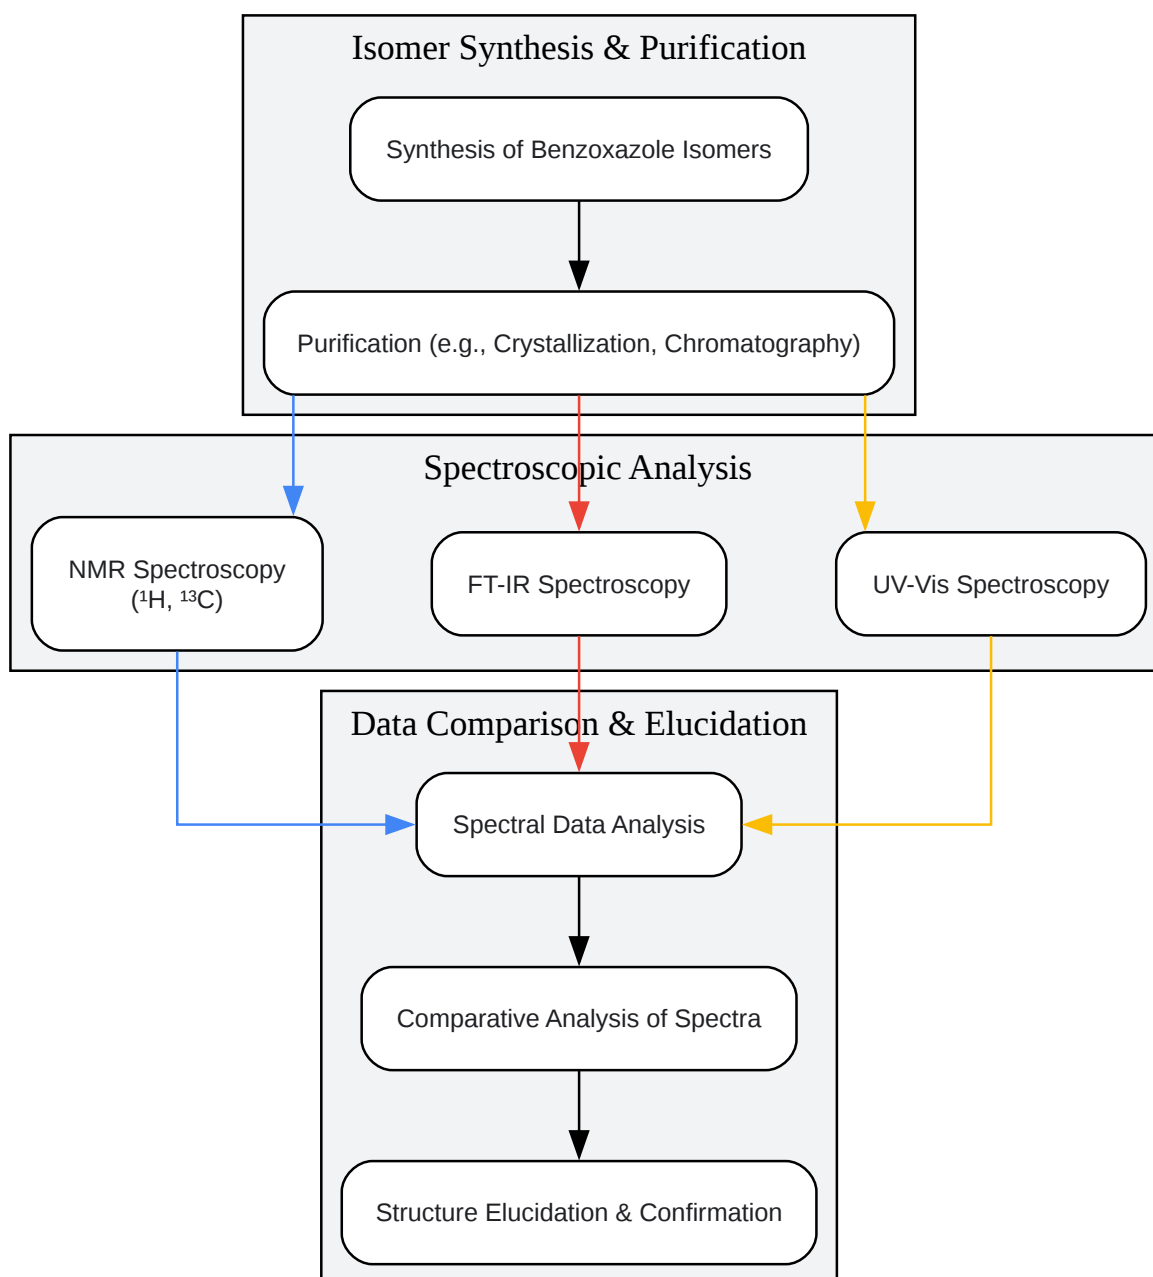 Isomer Synthesis & Purification
Synthesis of Benzoxazole Isomers
Purification (e.g., Crystallization, Chromatography)
Spectroscopic Analysis
NMR Spectroscopy
(¹H, ¹³C)
FT-IR Spectroscopy
UV-Vis Spectroscopy
Data Comparison & Elucidation
Spectral Data Analysis
Comparative Analysis of Spectra
Structure Elucidation & Confirmation